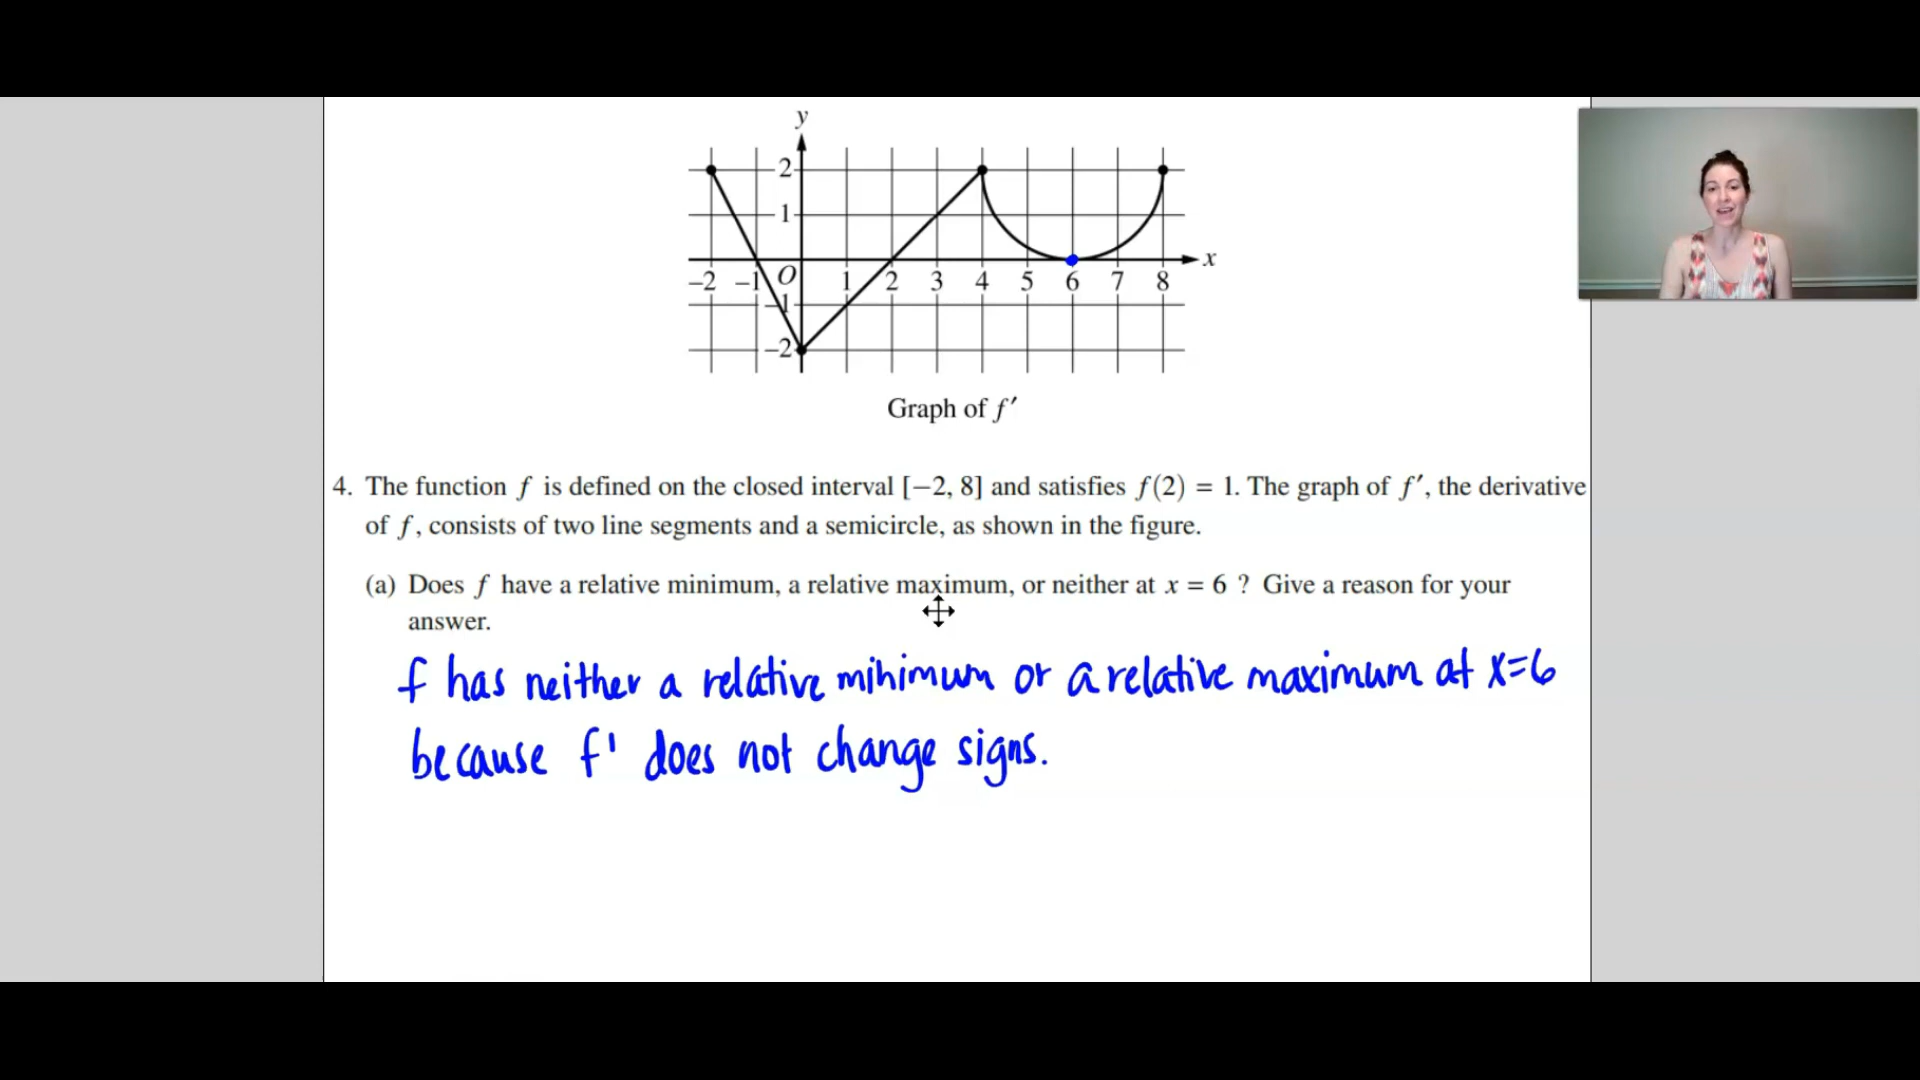 y
2
1
O
-2 -1 1 2 3 4 5 6 7 8 x
-1
-2
Graph of f′
4. The function f is defined on the closed interval [−2, 8] and satisfies f(2) = 1. The graph of f′, the derivative
of f, consists of two line segments and a semicircle, as shown in the figure.
(a) Does f have a relative minimum, a relative maximum, or neither at x = 6 ? Give a reason for your
answer.
f has neither a relative minimum or a relative maximum at x=6
because f' does not change signs.